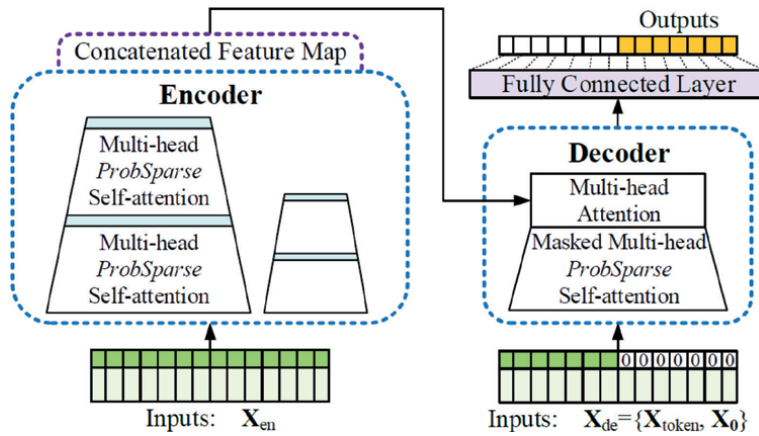 Concatenated Feature Map
Encoder
Multi-head
ProbSparse
Self-attention
Multi-head
ProbSparse
Self-attention
Inputs: Xen
Outputs
Fully Connected Layer
Decoder
Multi-head
Attention
Masked Multi-head
ProbSparse
Self-attention
0 0 0 0 0 0 0
Inputs: Xde={Xtoken, X0}